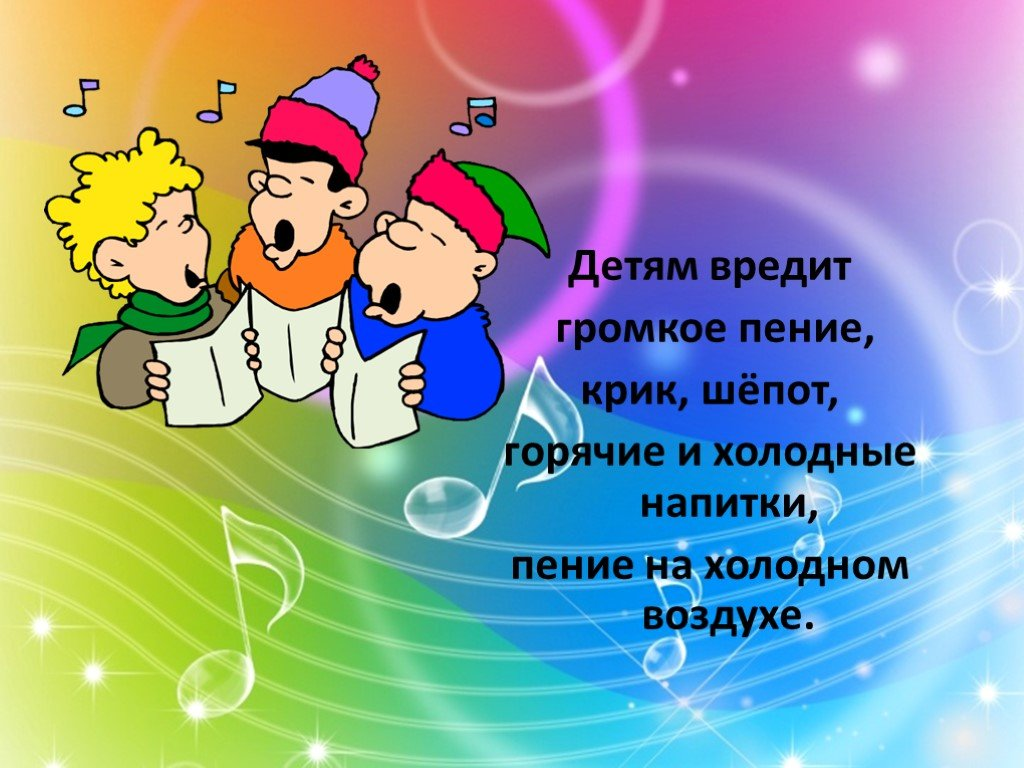 Детям вредит
громкое пение,
крик, шёпот,
горячие и холодные
напитки,
пение на холодном
воздухе.